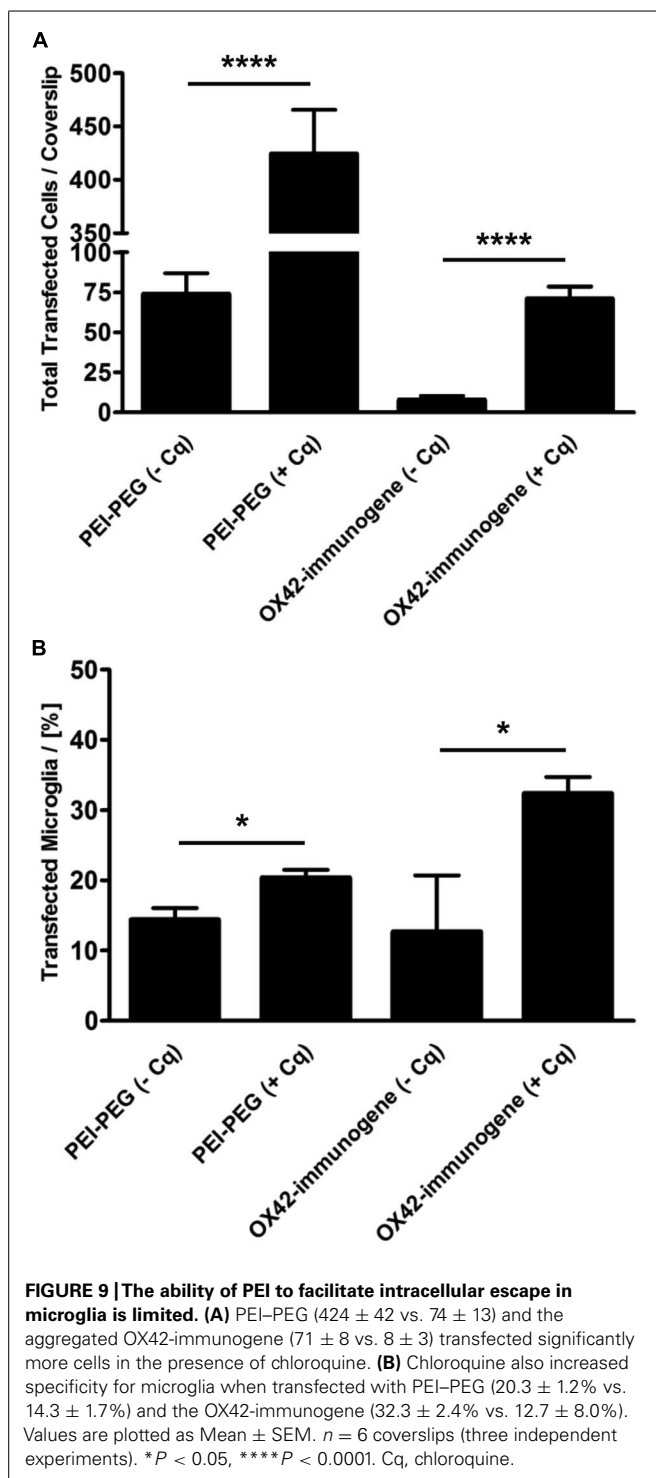 A
****
500
450
400
350
100
75
50
25
0
****
Total Transfected Cells / Coverslip
PEI-PEG (- Cq)
PEI-PEG (+ Cq)
OX42-immunogene (- Cq)
OX42-immunogene (+ Cq)
B
50
40
30
20
10
0
*
*
Transfected Microglia / [%]
PEI-PEG (- Cq)
PEI-PEG (+ Cq)
OX42-immunogene (- Cq)
OX42-immunogene (+ Cq)
FIGURE 9 | The ability of PEI to facilitate intracellular escape in
microglia is limited. (A) PEI–PEG (424 ± 42 vs. 74 ± 13) and the
aggregated OX42-immunogene (71 ± 8 vs. 8 ± 3) transfected significantly
more cells in the presence of chloroquine. (B) Chloroquine also increased
specificity for microglia when transfected with PEI–PEG (20.3 ± 1.2% vs.
14.3 ± 1.7%) and the OX42-immunogene (32.3 ± 2.4% vs. 12.7 ± 8.0%).
Values are plotted as Mean ± SEM. n = 6 coverslips (three independent
experiments). *P < 0.05, ****P < 0.0001. Cq, chloroquine.